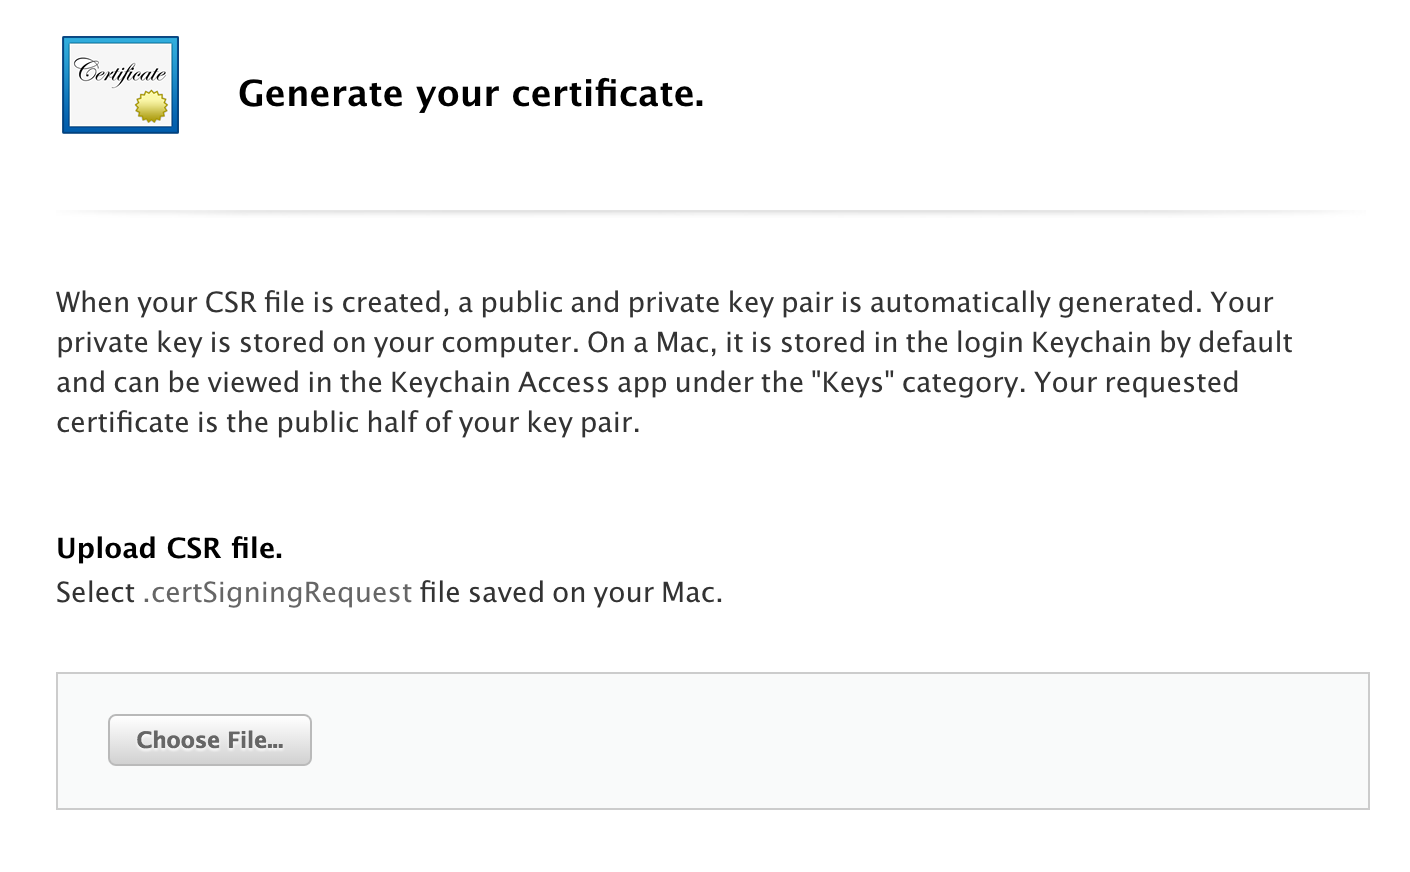 Certificate
Generate your certificate.
When your CSR file is created, a public and private key pair is automatically generated. Your
private key is stored on your computer. On a Mac, it is stored in the login Keychain by default
and can be viewed in the Keychain Access app under the "Keys" category. Your requested
certificate is the public half of your key pair.
Upload CSR file.
Select .certSigningRequest file saved on your Mac.
Choose File...